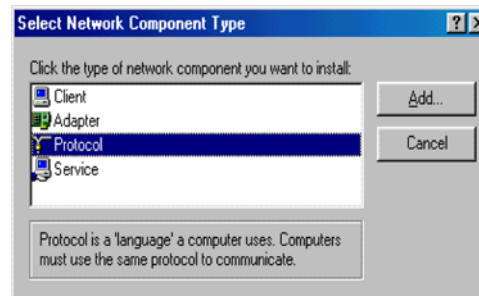 Select Network Component Type
Click the type of network component you want to install:
Client
Adapter
Protocol
Service
Add...
Cancel
Protocol is a 'language' a computer uses. Computers
must use the same protocol to communicate.